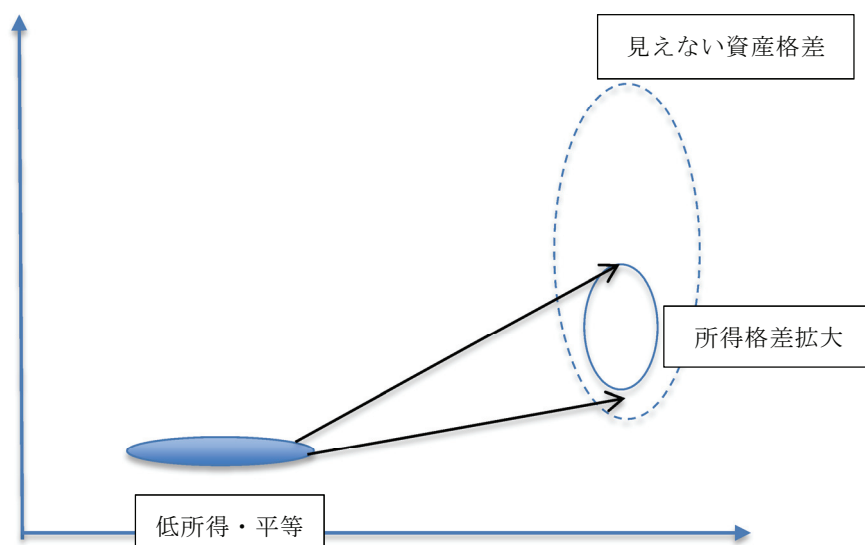 見えない資産格差
所得格差拡大
低所得・平等